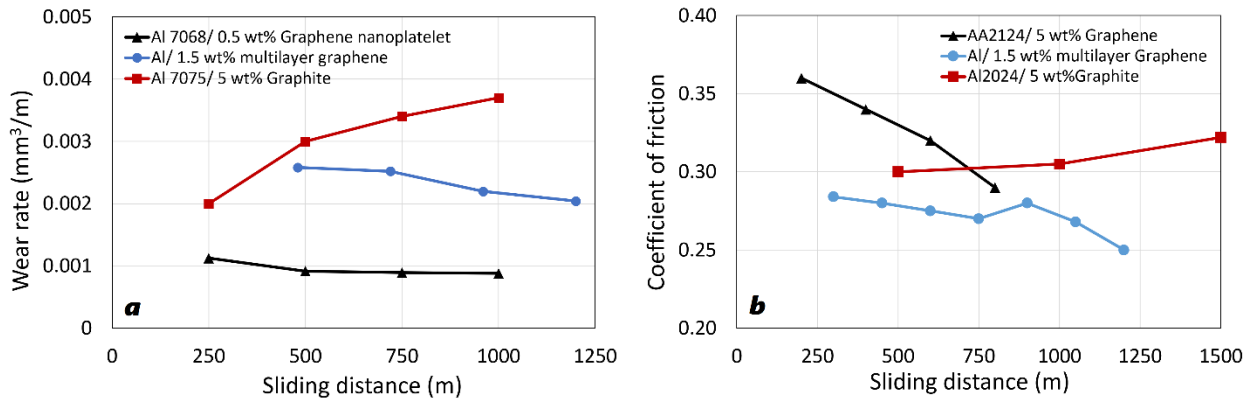 0.005
0.004
0.003
0.002
0.001
0
Wear rate (mm³/m)
Al 7068/ 0.5 wt% Graphene nanoplatelet
Al/ 1.5 wt% multilayer graphene
Al 7075/ 5 wt% Graphite
a
0 250 500 750 1000 1250
Sliding distance (m)
0.40
0.35
0.30
0.25
0.20
Coefficient of friction
AA2124/ 5 wt% Graphene
Al/ 1.5 wt% multilayer Graphene
Al2024/ 5 wt%Graphite
b
0 250 500 750 1000 1250 1500
Sliding distance (m)